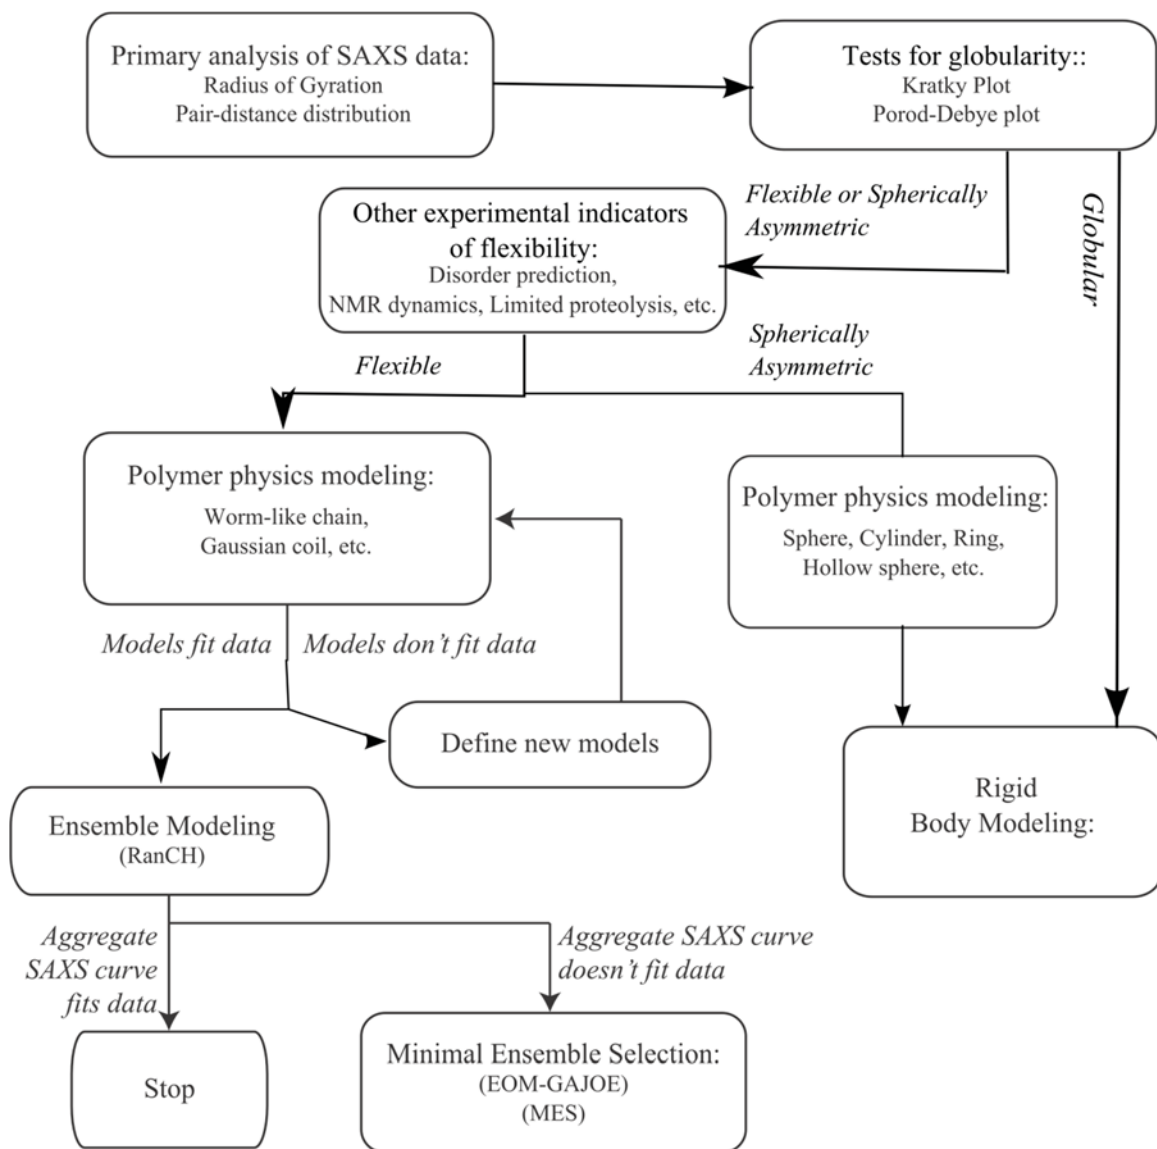 Primary analysis of SAXS data:
Radius of Gyration
Pair-distance distribution
Tests for globularity::
Kratky Plot
Porod-Debye plot
Flexible or Spherically
Asymmetric
Globular
Other experimental indicators
of flexibility:
Disorder prediction,
NMR dynamics, Limited proteolysis, etc.
Flexible
Spherically
Asymmetric
Polymer physics modeling:
Worm-like chain,
Gaussian coil, etc.
Polymer physics modeling:
Sphere, Cylinder, Ring,
Hollow sphere, etc.
Models fit data
Models don't fit data
Define new models
Rigid
Body Modeling:
Ensemble Modeling
(RanCH)
Aggregate
SAXS curve
fits data
Aggregate SAXS curve
doesn't fit data
Stop
Minimal Ensemble Selection:
(EOM-GAJOE)
(MES)